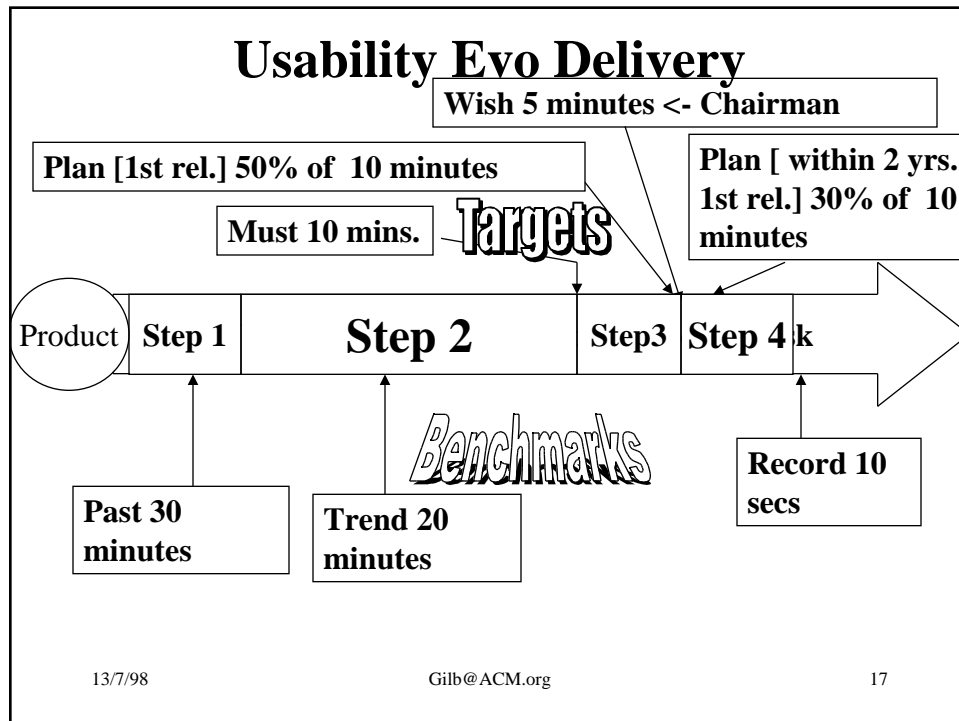 Usability Evo Delivery
Wish 5 minutes <- Chairman
Plan [1st rel.] 50% of 10 minutes
Plan [ within 2 yrs.
1st rel.] 30% of 10
minutes
Must 10 mins.
Targets
Product
Step 1
Step 2
Step3
Step 4
sk
Benchmarks
Past 30
minutes
Trend 20
minutes
Record 10
secs
13/7/98
Gilb@ACM.org
17